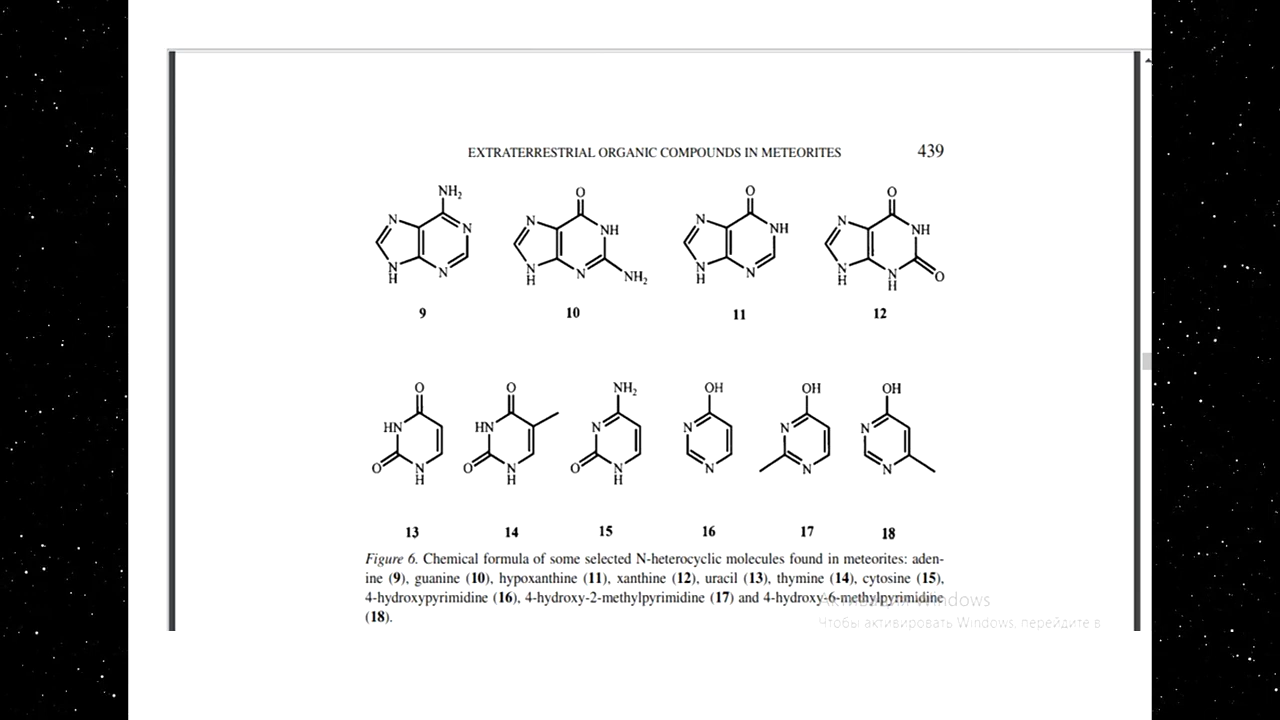 EXTRATERRESTRIAL ORGANIC COMPOUNDS IN METEORITES 439
NH2 N N N N H
O N NH N H N NH2
O N NH N H N
O N NH N H N H O
9 10 11 12
O HN O N H
O HN O N H
NH2 N O N H
OH N N
OH N N
OH N N
13 14 15 16 17 18
Figure 6. Chemical formula of some selected N-heterocyclic molecules found in meteorites: aden-
ine (9), guanine (10), hypoxanthine (11), xanthine (12), uracil (13), thymine (14), cytosine (15),
4-hydroxypyrimidine (16), 4-hydroxy-2-methylpyrimidine (17) and 4-hydroxy-6-methylpyrimidine
(18).
Активация Windows
Чтобы активировать Windows, перейдите в